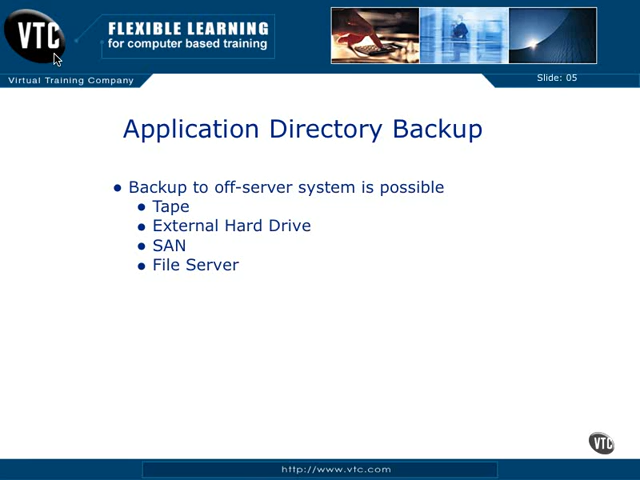 VTC
FLEXIBLE LEARNING
for computer based training
Virtual Training Company
Slide: 05
Application Directory Backup
• Backup to off-server system is possible
• Tape
• External Hard Drive
• SAN
• File Server
VTC
http://www.vtc.com